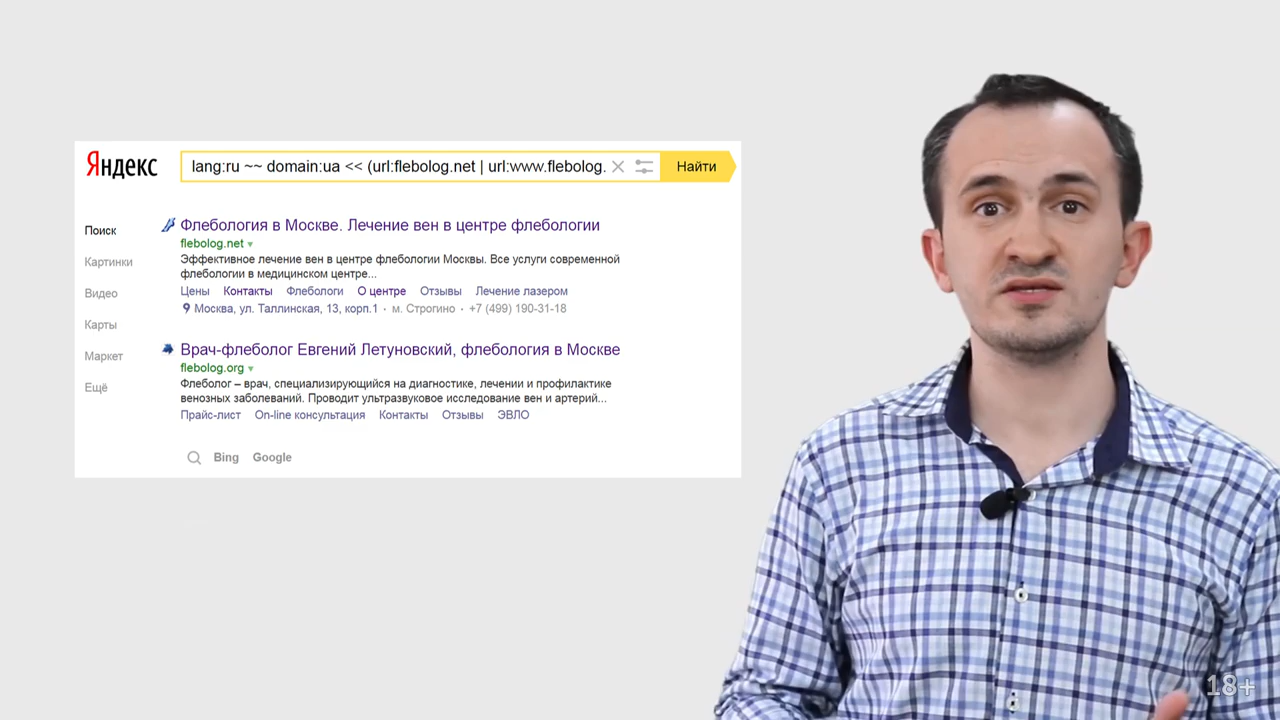 Яндекс
lang:ru ~~ domain:ua << (url:flebolog.net | url:www.flebolog.
Найти
Поиск
Картинки
Видео
Карты
Маркет
Ещё
Флебология в Москве. Лечение вен в центре флебологии
flebolog.net
Эффективное лечение вен в центре флебологии Москвы. Все услуги современной
флебологии в медицинском центре...
Цены Контакты Флебологи О центре Отзывы Лечение лазером
Москва, ул. Таллинская, 13, корп.1 · м. Строгино · +7 (499) 190-31-18
Врач-флеболог Евгений Летуновский, флебология в Москве
flebolog.org
Флеболог – врач, специализирующийся на диагностике, лечении и профилактике
венозных заболеваний. Проводит ультразвуковое исследование вен и артерий...
Прайс-лист On-line консультация Контакты Отзывы ЭВЛО
Bing Google
18+